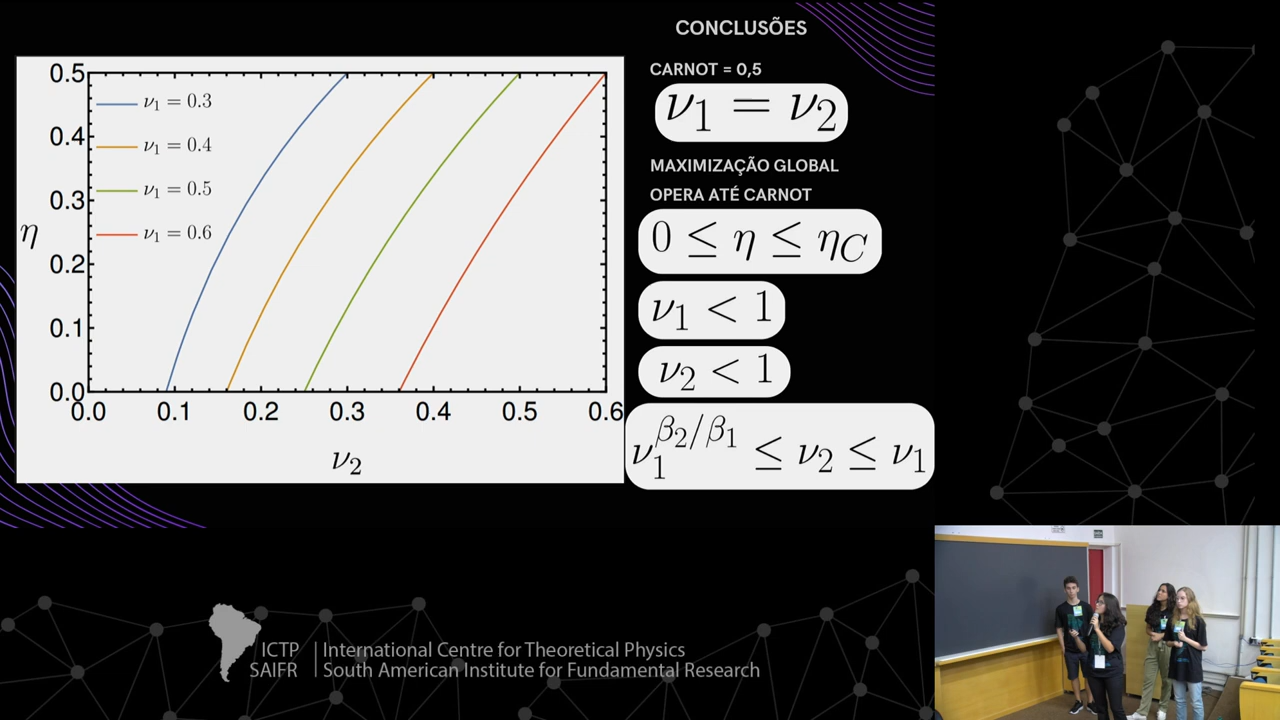 CONCLUSÕES
CARNOT = 0,5
ν₁ = ν₂
MAXIMIZAÇÃO GLOBAL
OPERA ATÉ CARNOT
0 ≤ η ≤ η_C
ν₁ < 1
ν₂ < 1
ν₁^{β₂/β₁} ≤ ν₂ ≤ ν₁
ν₁ = 0.3
ν₁ = 0.4
ν₁ = 0.5
ν₁ = 0.6
0.5
0.4
0.3
0.2
0.1
0.0
η
0.0 0.1 0.2 0.3 0.4 0.5 0.6
ν₂
ICTP International Centre for Theoretical Physics
SAIFR South American Institute for Fundamental Research